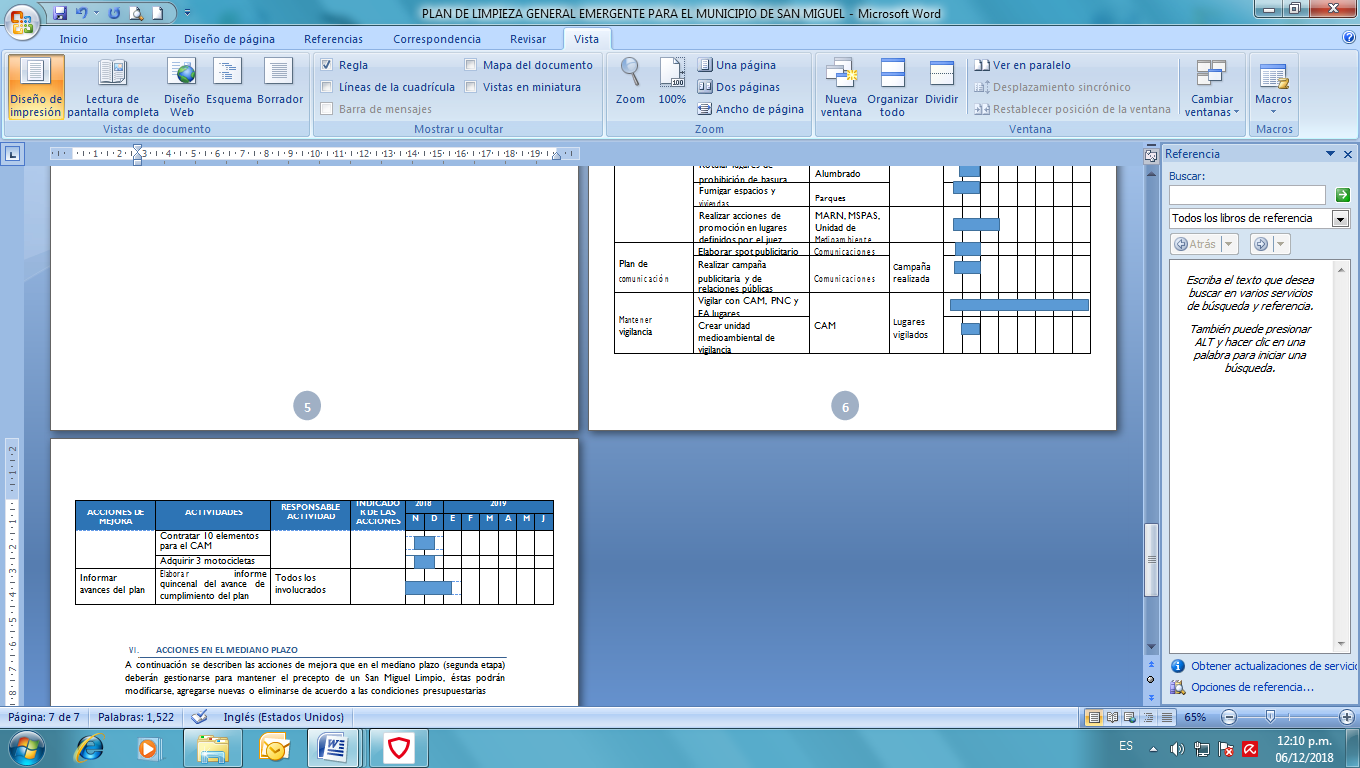 PLAN DE LIMPIEZA GENERAL EMERGENTE PARA EL MUNICIPIO DE SAN MIGUEL - Microsoft Word
Inicio Insertar Diseño de página Referencias Correspondencia Revisar Vista
Diseño de impresión
Lectura de pantalla completa
Diseño Web
Esquema
Borrador
Vistas de documento
Regla
Líneas de la cuadrícula
Barra de mensajes
Mapa del documento
Vistas en miniatura
Mostrar u ocultar
Zoom
100%
Una página
Dos páginas
Ancho de página
Zoom
Nueva ventana
Organizar todo
Dividir
Ver en paralelo
Desplazamiento sincrónico
Restablecer posición de la ventana
Cambiar ventanas
Ventana
Macros
Macros
Rotular lugares de
prohibición de basura
Alumbrado
Fumigar espacios y
viviendas
Parques
Realizar acciones de
promoción en lugares
definidos por el juez
MARN, MSPAS,
Unidad de
Medioambiente
Plan de
comunicación
Elaborar spot publicitario
Comunicaciones
Realizar campaña
publicitaria y de
relaciones públicas
Comunicaciones
Campaña
realizada
Mantener
vigilancia
Vigilar con CAM, PNC y
FA lugares
Crear unidad
medioambiental de
vigilancia
CAM
Lugares
vigilados
5
6
ACCIONES DE
MEJORA
ACTIVIDADES
RESPONSABLE
ACTIVIDAD
INDICADO
R DE LAS
ACCIONES
2018 2019
N D E F M A M J
Contratar 10 elementos
para el CAM
Adquirir 3 motocicletas
Informar
avances del plan
Elaborar informe
quincenal del avance de
cumplimiento del plan
Todos los
involucrados
VI. ACCIONES EN EL MEDIANO PLAZO
A continuación se describen las acciones de mejora que en el mediano plazo (segunda etapa)
deberán gestionarse para mantener el precepto de un San Miguel Limpio, éstas podrán
modificarse, agregarse nuevas o eliminarse de acuerdo a las condiciones presupuestarias
Referencia
Buscar:
Todos los libros de referencia
Atrás
Escriba el texto que desea
buscar en varios servicios
de búsqueda y referencia.
También puede presionar
ALT y hacer clic en una
palabra para iniciar una
búsqueda.
Obtener actualizaciones de servicio
Opciones de referencia...
Página: 7 de 7 Palabras: 1,522 Inglés (Estados Unidos) 65%
ES
12:10 p.m.
06/12/2018